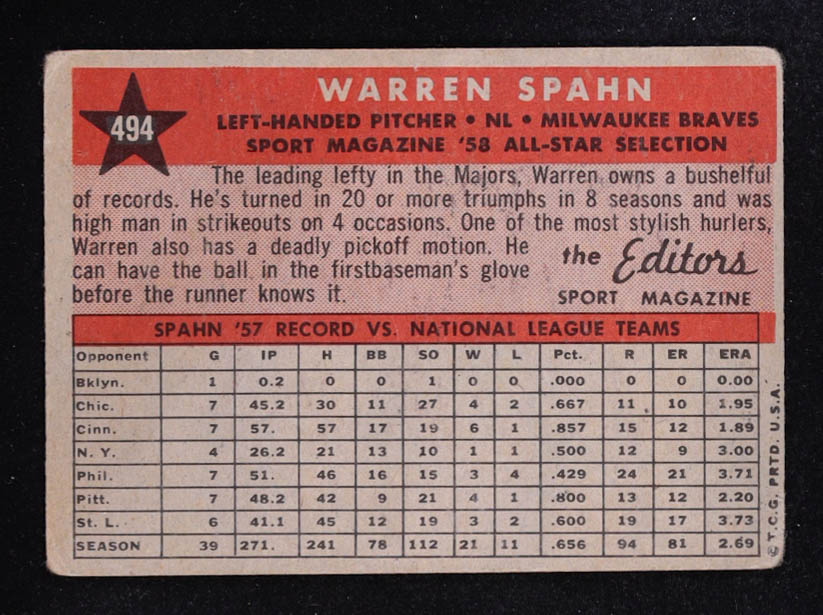 WARREN SPAHN
494
LEFT-HANDED PITCHER • NL • MILWAUKEE BRAVES
SPORT MAGAZINE '58 ALL-STAR SELECTION
The leading lefty in the Majors, Warren owns a bushelful
of records. He's turned in 20 or more triumphs in 8 seasons and was
high man in strikeouts on 4 occasions. One of the most stylish hurlers,
Warren also has a deadly pickoff motion. He
can have the ball in the firstbaseman's glove
before the runner knows it.
the Editors
SPORT MAGAZINE
SPAHN '57 RECORD VS. NATIONAL LEAGUE TEAMS
Opponent G IP H BB SO W L Pct. R ER ERA
Bklyn. 1 0.2 0 0 1 0 0 .000 0 0 0.00
Chic. 7 45.2 30 11 27 4 2 .667 11 10 1.95
Cinn. 7 57. 57 17 19 6 1 .857 15 12 1.89
N. Y. 4 26.2 21 13 10 1 1 .500 12 9 3.00
Phil. 7 51. 46 16 15 3 4 .429 24 21 3.71
Pitt. 7 48.2 42 9 21 4 1 .800 13 12 2.20
St. L. 6 41.1 45 12 19 3 2 .600 19 17 3.73
SEASON 39 271. 241 78 112 21 11 .656 94 81 2.69
© T.C.G. PRTD. U.S.A.